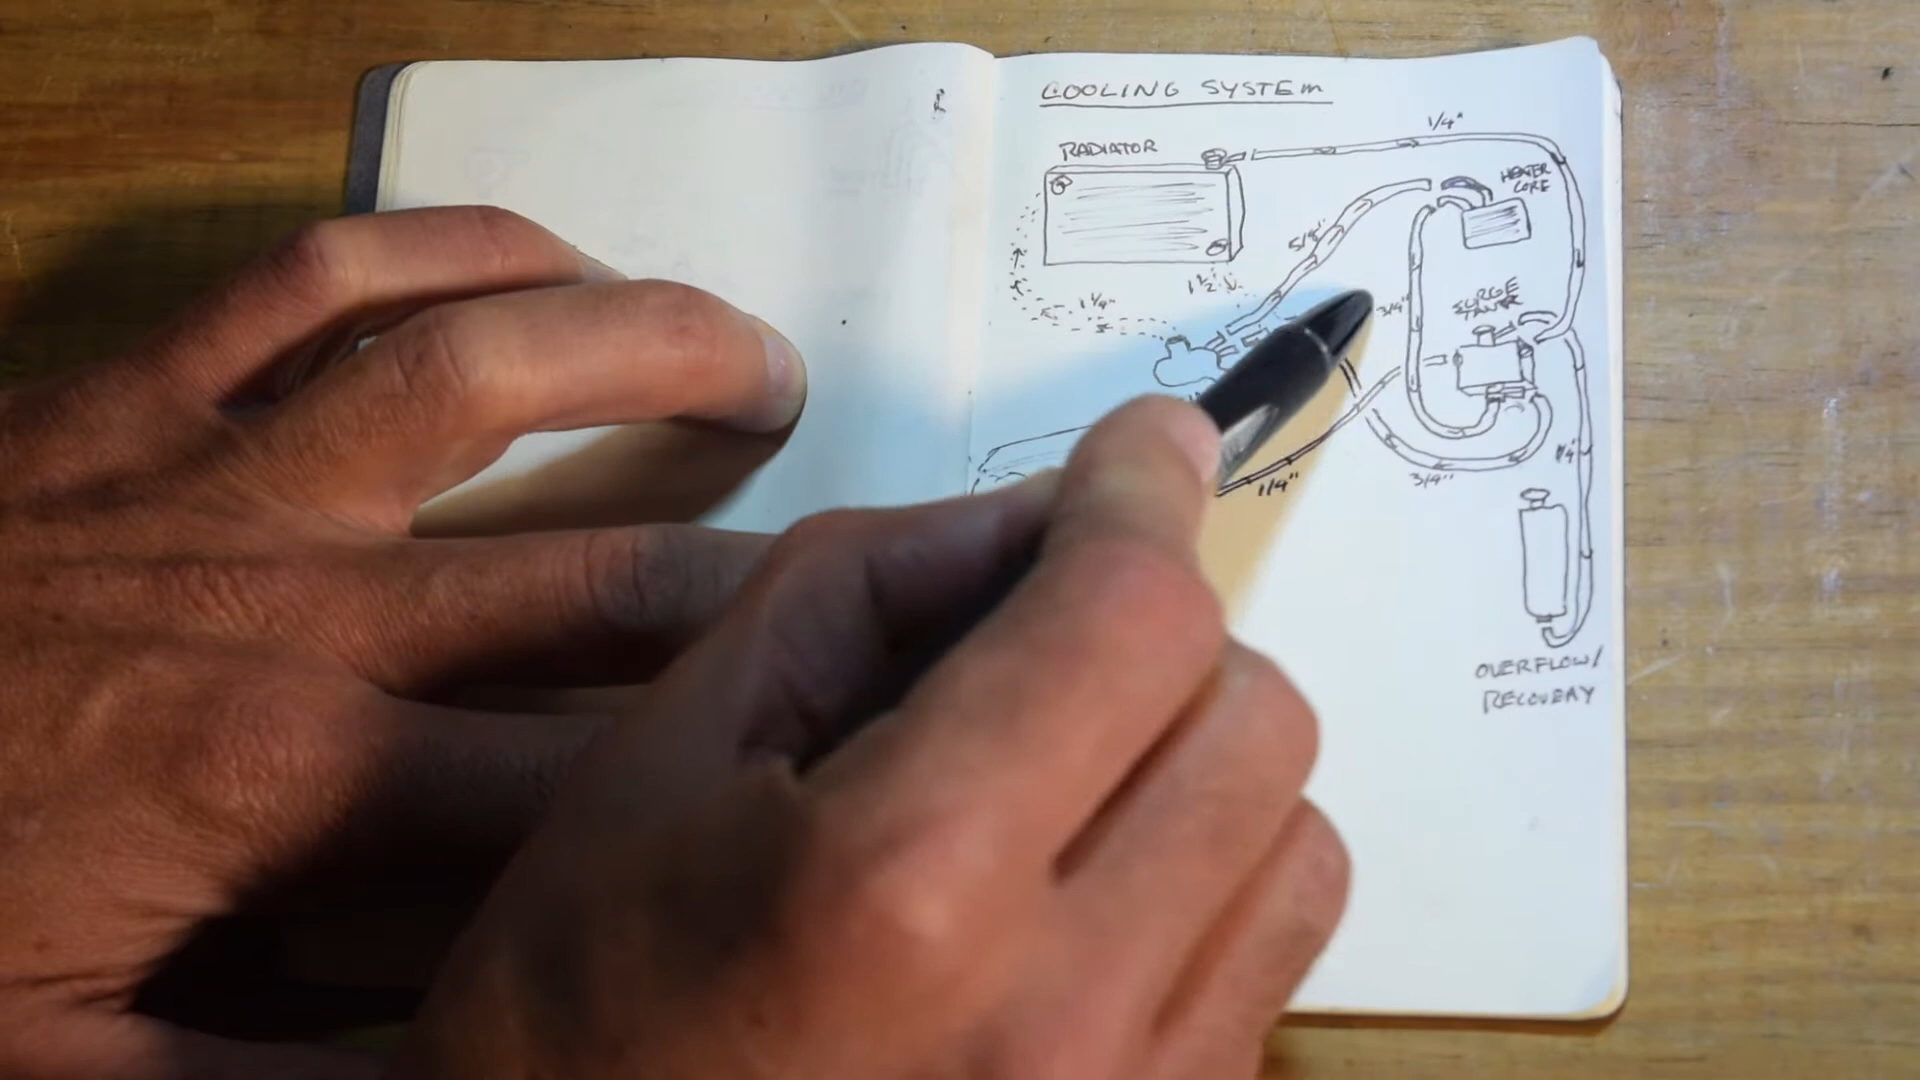 COOLING SYSTEM
1/4"
RADIATOR
HEATER
CORE
5/8"
1 1/2"
1 1/4"
3/4"
SURGE
TANK
1/4"
3/4"
1/4"
OVERFLOW/
RECOVERY